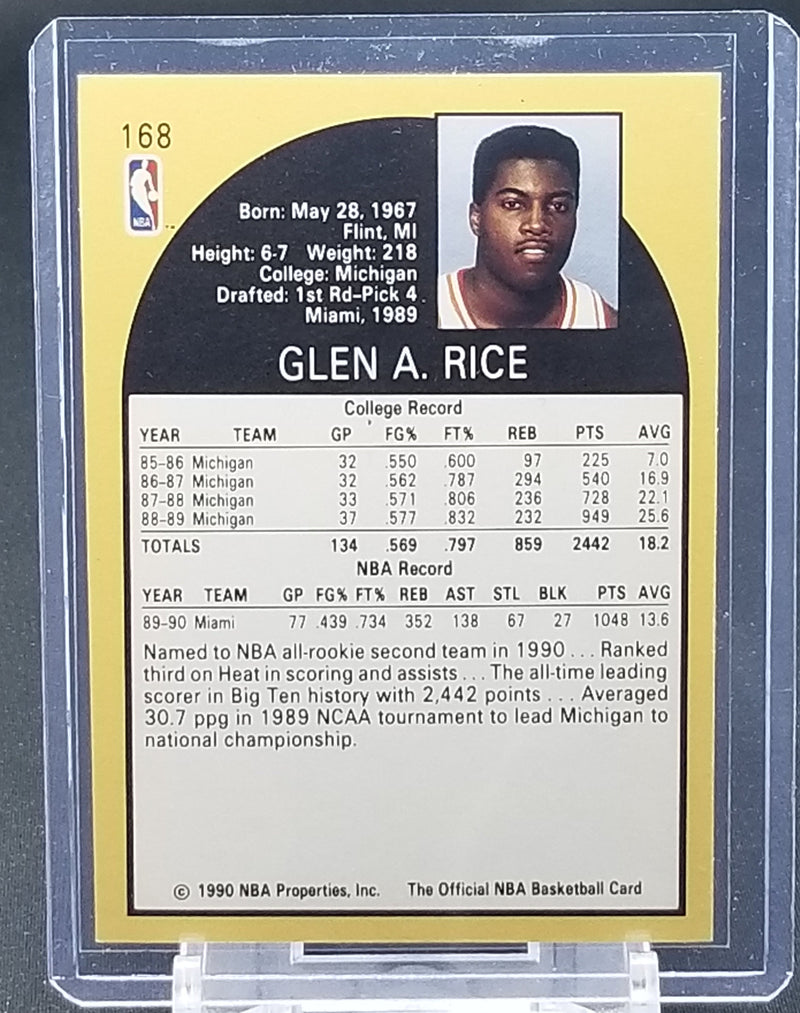 168
NBA
Born: May 28, 1967
Flint, MI
Height: 6-7 Weight: 218
College: Michigan
Drafted: 1st Rd-Pick 4
Miami, 1989
GLEN A. RICE
College Record
YEAR TEAM GP FG% FT% REB PTS AVG
85-86 Michigan 32 .550 .600 97 225 7.0
86-87 Michigan 32 .562 .787 294 540 16.9
87-88 Michigan 33 .571 .806 236 728 22.1
88-89 Michigan 37 .577 .832 232 949 25.6
TOTALS 134 .569 .797 859 2442 18.2
NBA Record
YEAR TEAM GP FG% FT% REB AST STL BLK PTS AVG
89-90 Miami 77 .439 .734 352 138 67 27 1048 13.6
Named to NBA all-rookie second team in 1990 . . . Ranked
third on Heat in scoring and assists . . . The all-time leading
scorer in Big Ten history with 2,442 points . . . Averaged
30.7 ppg in 1989 NCAA tournament to lead Michigan to
national championship.
© 1990 NBA Properties, Inc. The Official NBA Basketball Card